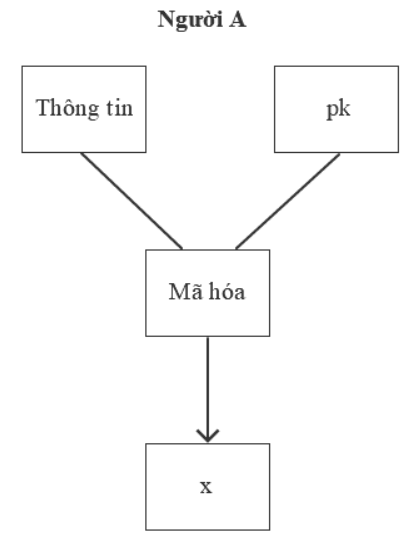 Người A
Thông tin
pk
Mã hóa
x